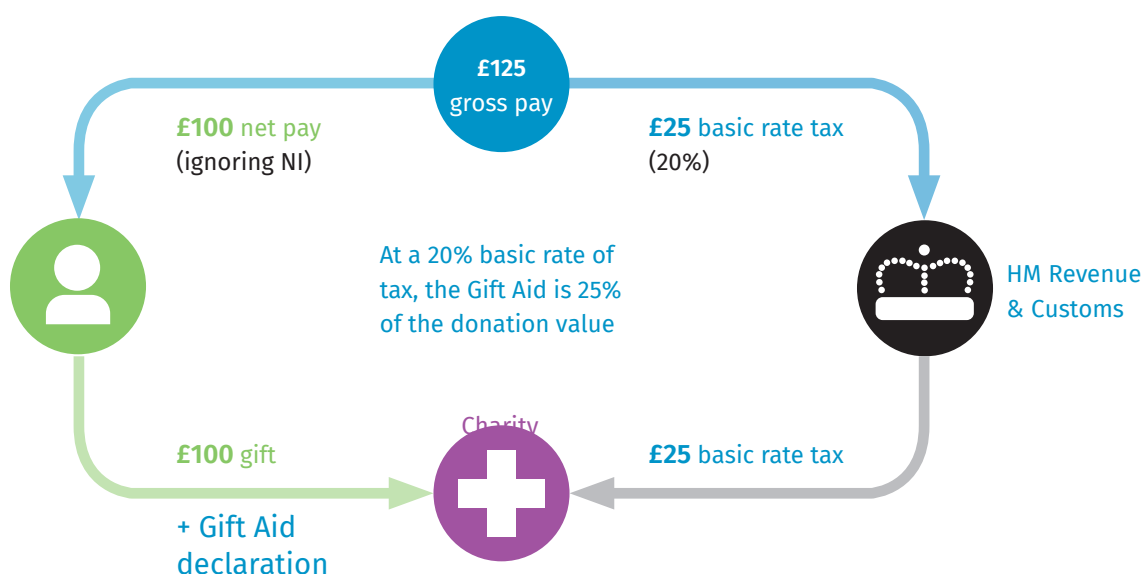 £125
gross pay
£100 net pay
(ignoring NI)
£25 basic rate tax
(20%)
At a 20% basic rate of
tax, the Gift Aid is 25%
of the donation value
HM Revenue
& Customs
Charity
£100 gift
+ Gift Aid
declaration
£25 basic rate tax